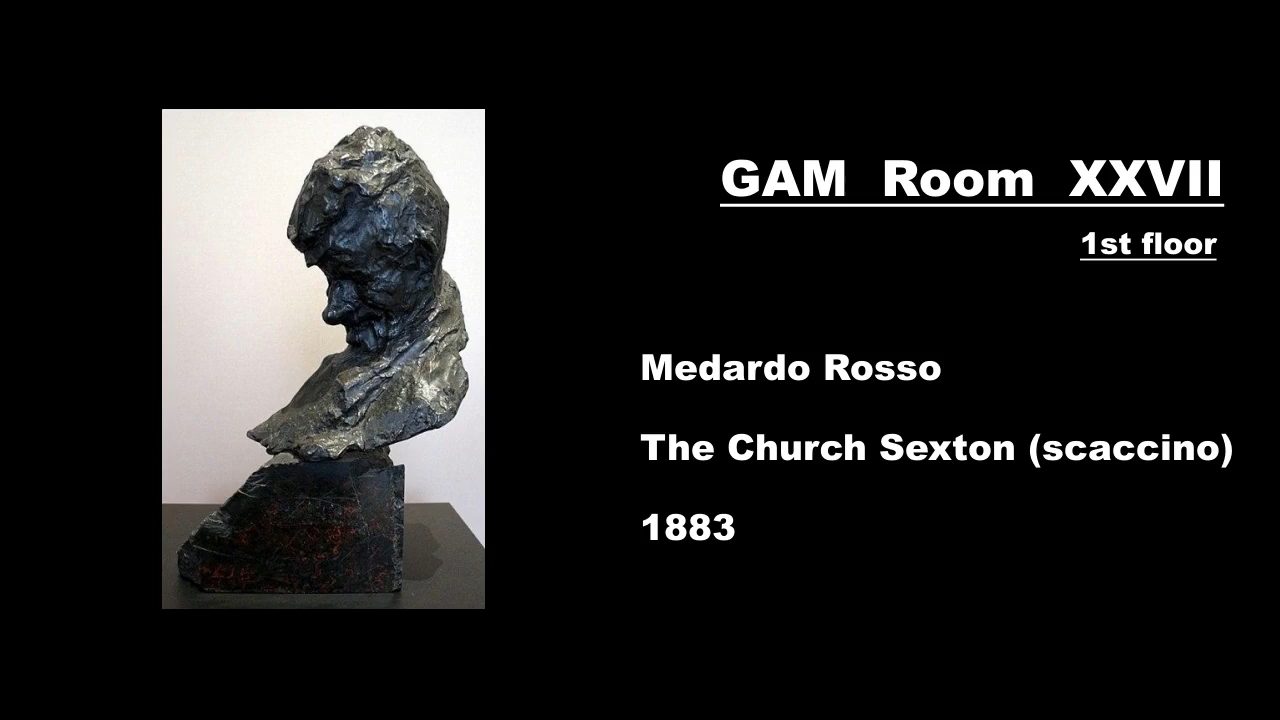 GAM Room XXVII
1st floor
Medardo Rosso
The Church Sexton (scaccino)
1883